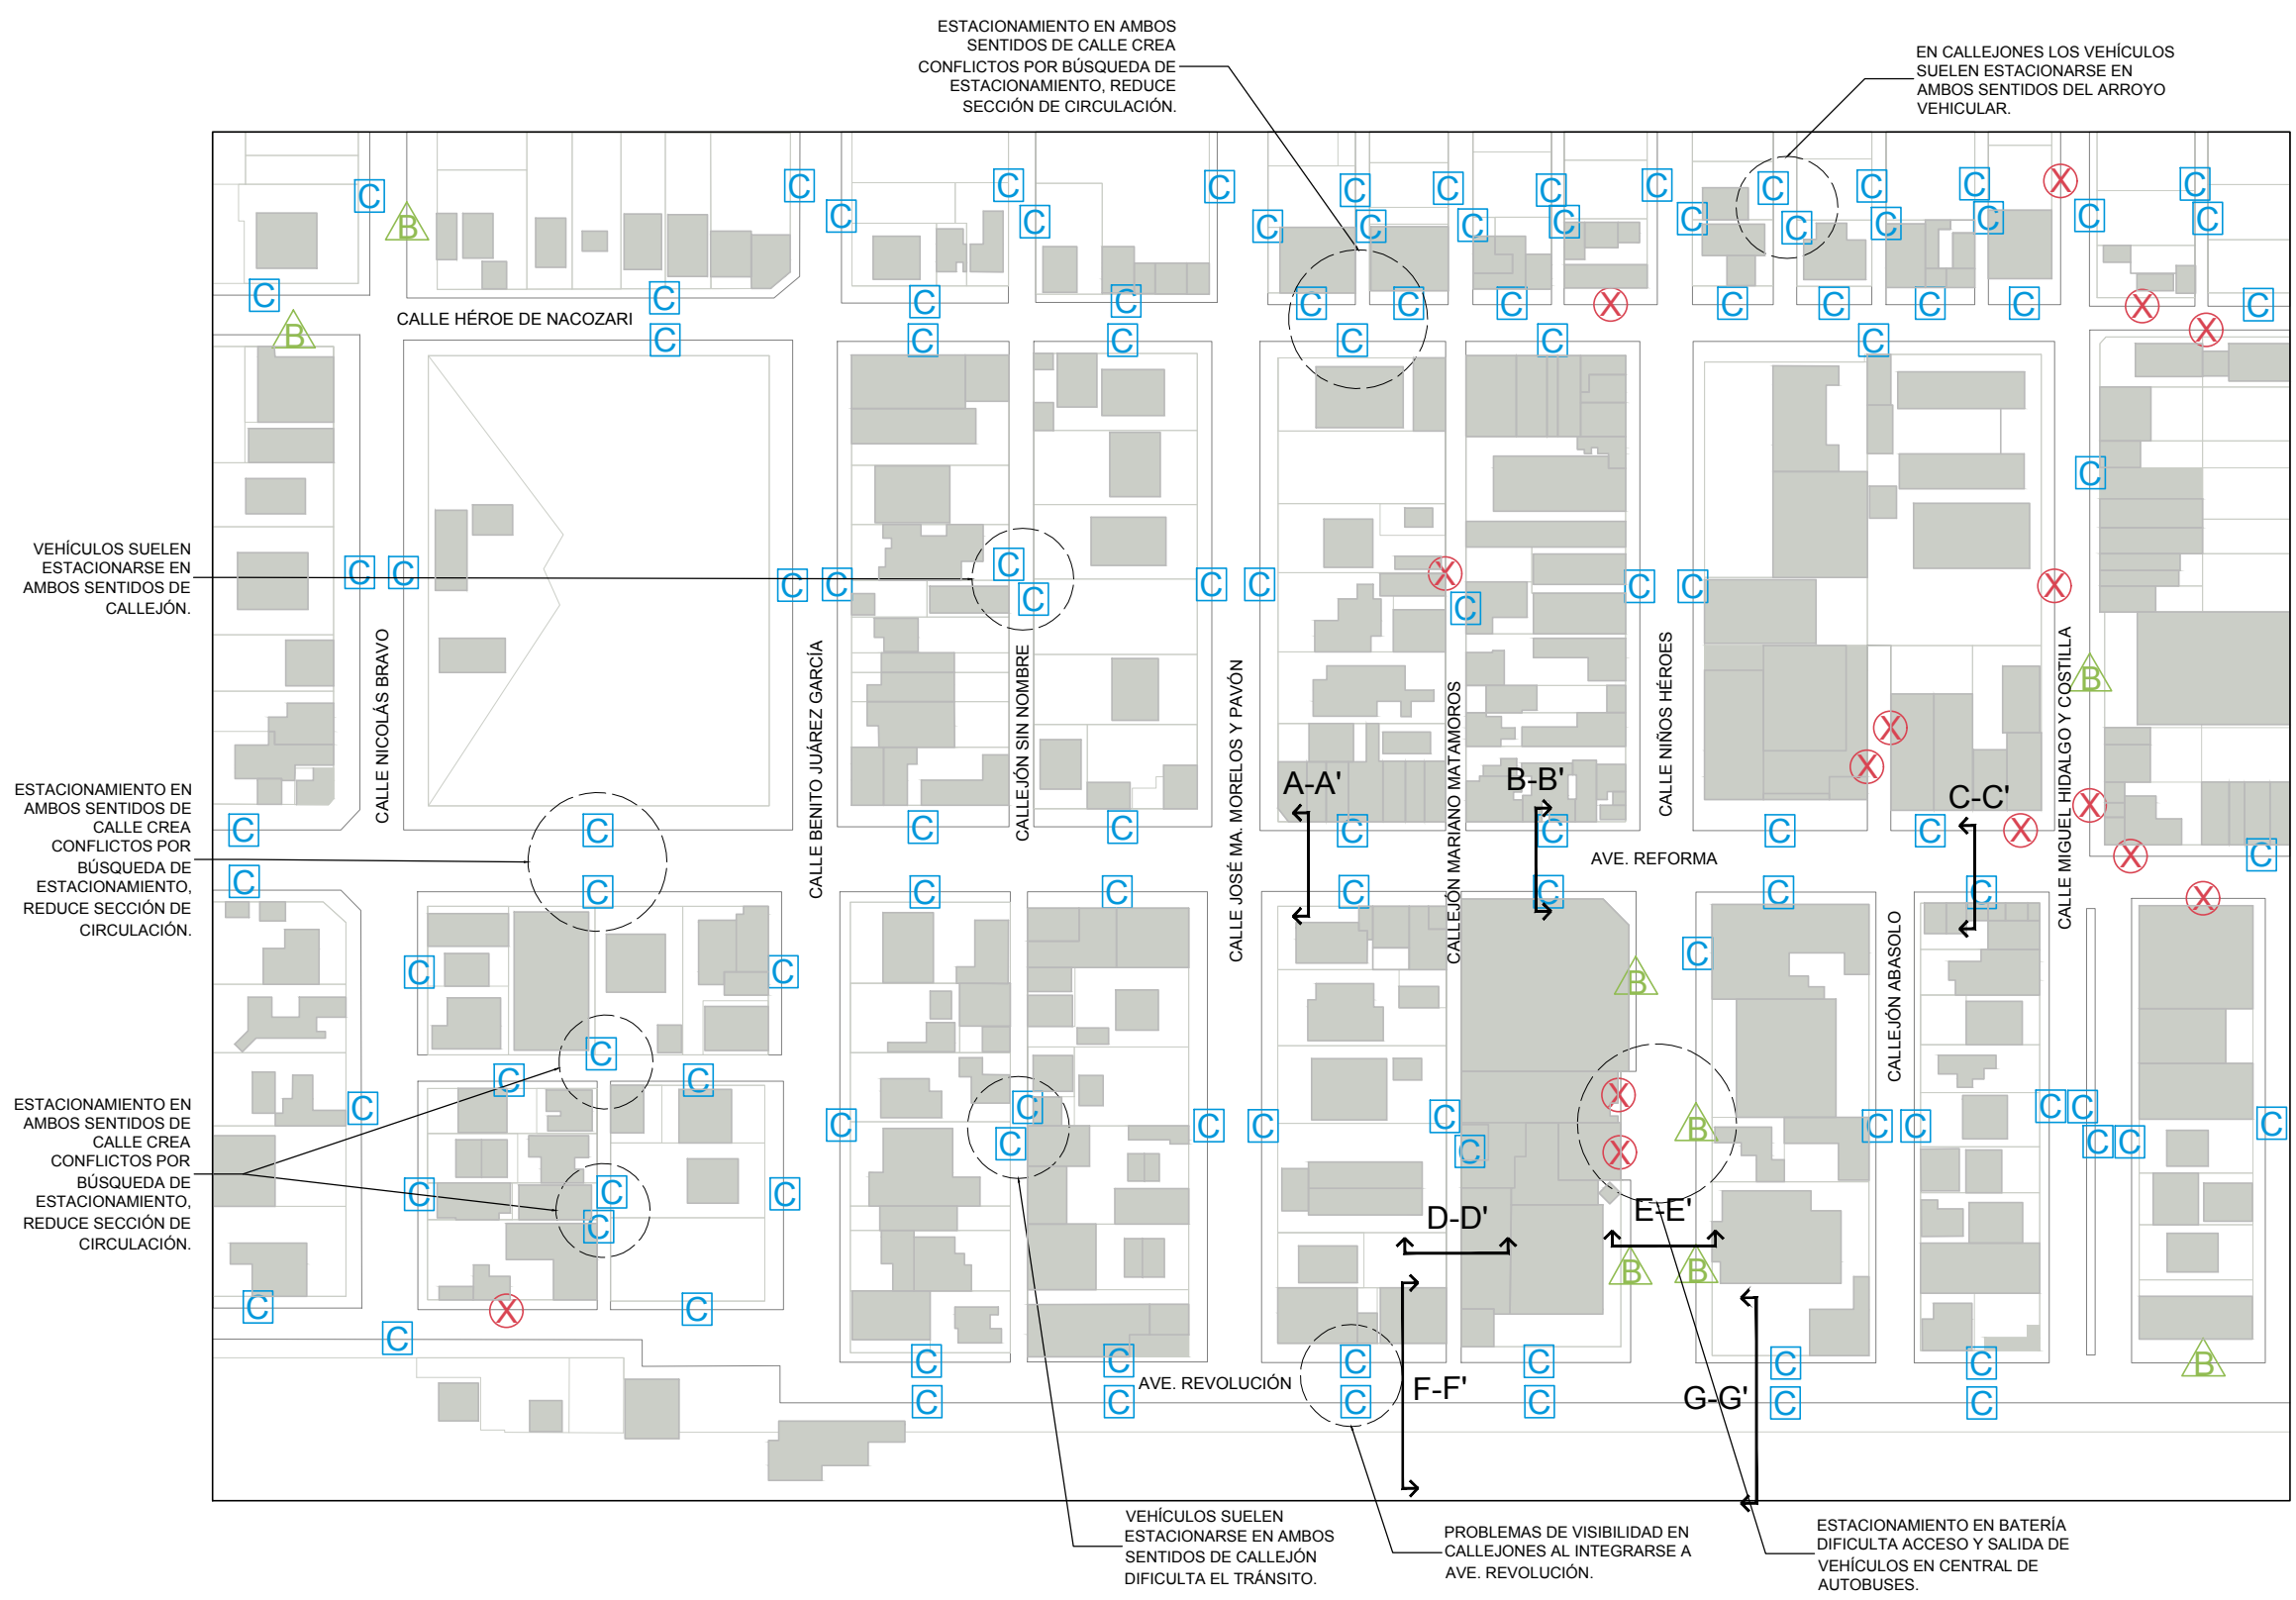 ESTACIONAMIENTO EN AMBOS
SENTIDOS DE CALLE CREA
CONFLICTOS POR BÚSQUEDA DE
ESTACIONAMIENTO, REDUCE
SECCIÓN DE CIRCULACIÓN.
EN CALLEJONES LOS VEHÍCULOS
SUELEN ESTACIONARSE EN
AMBOS SENTIDOS DEL ARROYO
VEHICULAR.
C C C C C C C C C C C X C
B C C C C C C C C C C C C
C C C C C C C C X C C C C X C
CALLE HÉROE DE NACOZARI
B C C C C C C X
C
VEHÍCULOS SUELEN
ESTACIONARSE EN
AMBOS SENTIDOS DE
CALLEJÓN.
C C C C C C C C X C C C X
CALLE NICOLÁS BRAVO
CALLE BENITO JUÁREZ GARCÍA
CALLEJÓN SIN NOMBRE
CALLE JOSÉ MA. MORELOS Y PAVÓN
CALLEJÓN MARIANO MATAMOROS
CALLE NIÑOS HÉROES
CALLE MIGUEL HIDALGO Y COSTILLA
B
X
X
A-A'
B-B'
C-C'
ESTACIONAMIENTO EN
AMBOS SENTIDOS DE
CALLE CREA
CONFLICTOS POR
BÚSQUEDA DE
ESTACIONAMIENTO,
REDUCE SECCIÓN DE
CIRCULACIÓN.
C C C C C C C C X X X C
AVE. REFORMA
C C C C C C C C X
CALLEJÓN ABASOLO
C C C B
C C C X
ESTACIONAMIENTO EN
AMBOS SENTIDOS DE
CALLE CREA
CONFLICTOS POR
BÚSQUEDA DE
ESTACIONAMIENTO,
REDUCE SECCIÓN DE
CIRCULACIÓN.
C C C C C C C B C C C C C C C
C C X
C C C C
D-D'
E-E'
B B
C X C
C C C C C C C B
AVE. REVOLUCIÓN
F-F'
G-G'
C C C C C C
VEHÍCULOS SUELEN
ESTACIONARSE EN AMBOS
SENTIDOS DE CALLEJÓN
DIFICULTA EL TRÁNSITO.
PROBLEMAS DE VISIBILIDAD EN
CALLEJONES AL INTEGRARSE A
AVE. REVOLUCIÓN.
ESTACIONAMIENTO EN BATERÍA
DIFICULTA ACCESO Y SALIDA DE
VEHÍCULOS EN CENTRAL DE
AUTOBUSES.